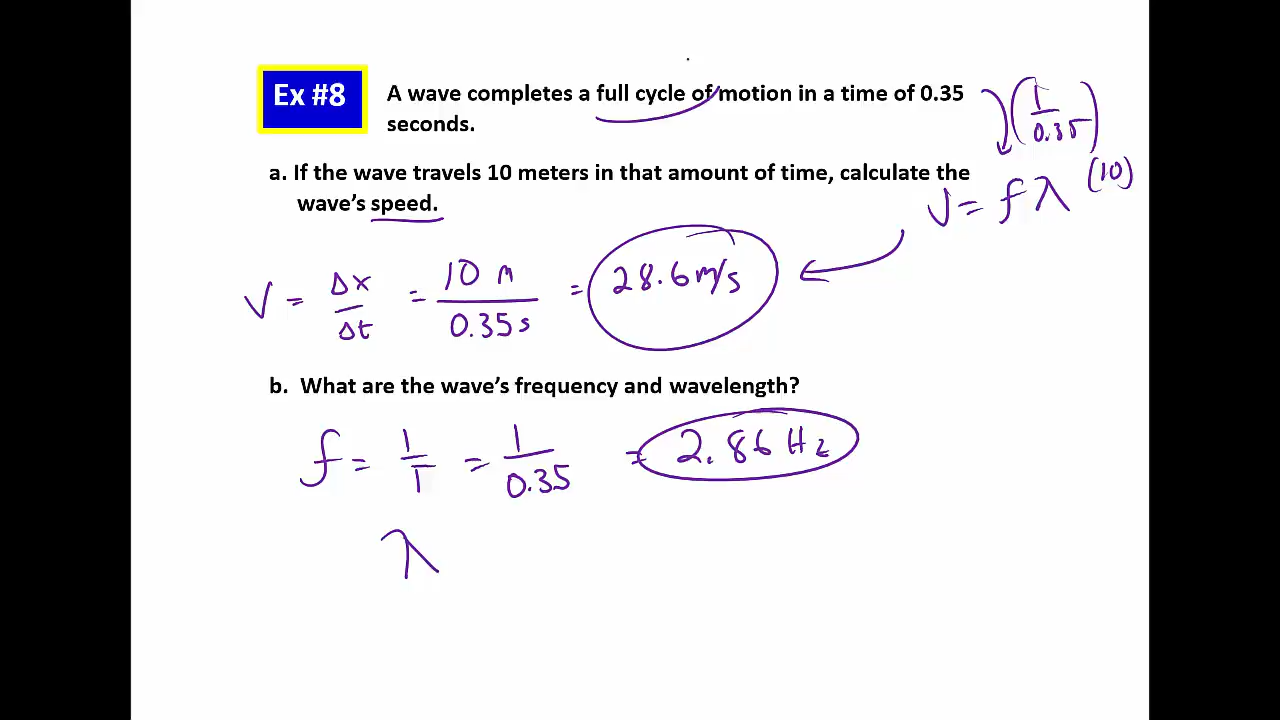 Ex #8
A wave completes a full cycle of motion in a time of 0.35
seconds.
(1/0.35)
a. If the wave travels 10 meters in that amount of time, calculate the
wave's speed.
V = fλ (10)
V = Δx/Δt = 10 m/0.35s = 28.6 m/s
b. What are the wave's frequency and wavelength?
f = 1/T = 1/0.35 = 2.86 Hz
λ